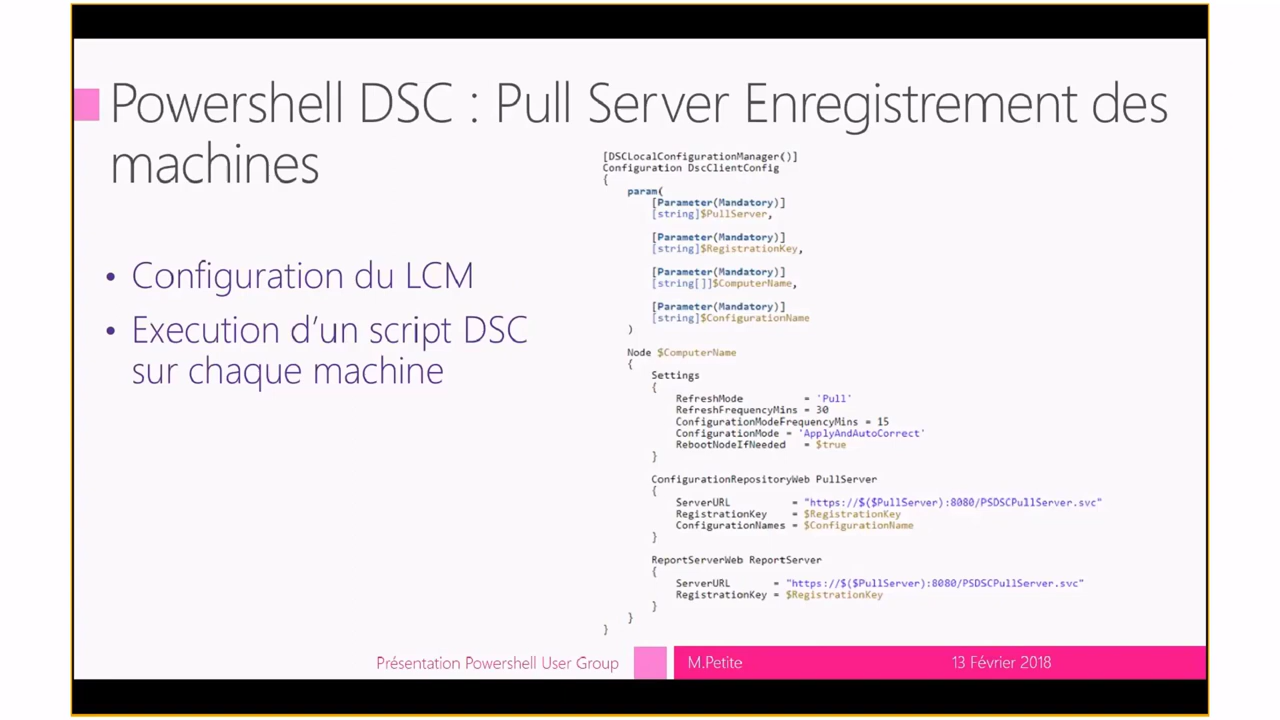 Powershell DSC : Pull Server Enregistrement des
machines
• Configuration du LCM
• Execution d’un script DSC
sur chaque machine
[DSCLocalConfigurationManager()]
Configuration DscClientConfig
{
param(
[Parameter(Mandatory)]
[string]$PullServer,
[Parameter(Mandatory)]
[string]$RegistrationKey,
[Parameter(Mandatory)]
[string[]]$ComputerName,
[Parameter(Mandatory)]
[string]$ConfigurationName
)
Node $ComputerName
{
Settings
{
RefreshMode = 'Pull'
RefreshFrequencyMins = 30
ConfigurationModeFrequencyMins = 15
ConfigurationMode = 'ApplyAndAutoCorrect'
RebootNodeIfNeeded = $true
}
ConfigurationRepositoryWeb PullServer
{
ServerURL = "https://$($PullServer):8080/PSDSCPullServer.svc"
RegistrationKey = $RegistrationKey
ConfigurationNames = $ConfigurationName
}
ReportServerWeb ReportServer
{
ServerURL = "https://$($PullServer):8080/PSDSCPullServer.svc"
RegistrationKey = $RegistrationKey
}
}
}
Présentation Powershell User Group
M.Petite
13 Février 2018